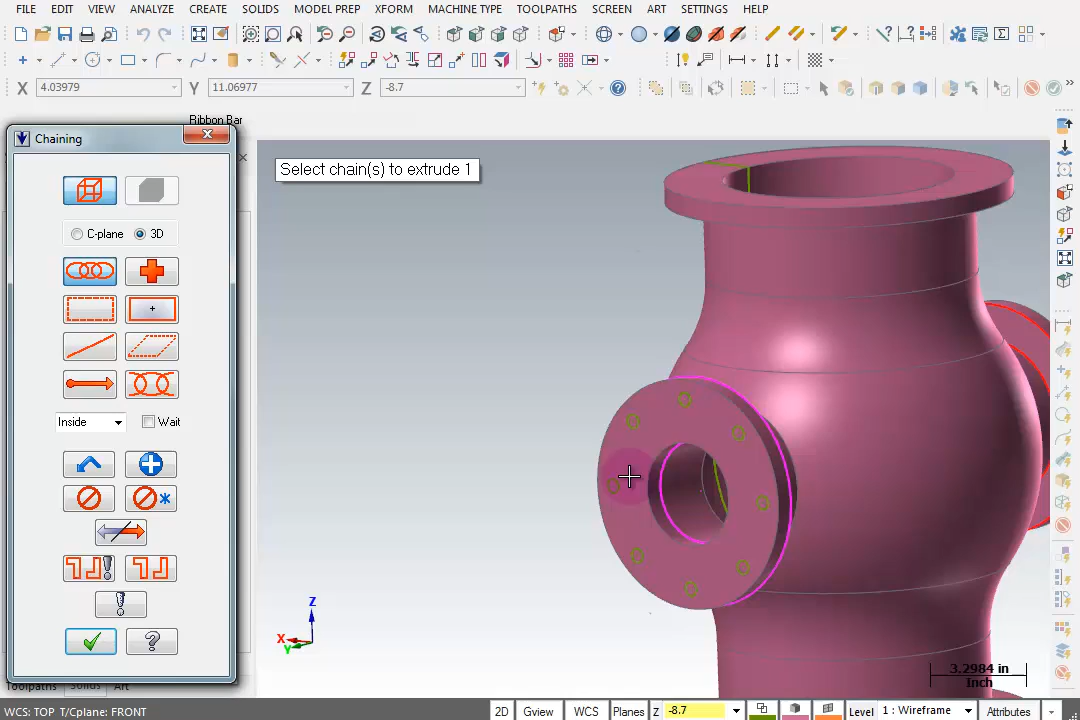 FILE EDIT VIEW ANALYZE CREATE SOLIDS MODEL PREP XFORM MACHINE TYPE TOOLPATHS SCREEN ART SETTINGS HELP
X 4.03979 Y 11.06977 Z -8.7
Ribbon Bar
Chaining
Select chain(s) to extrude 1
C-plane 3D
Inside Wait
Z
X
Y
3.2984 in
Inch
Toolpaths Solids Art
WCS: TOP T/Cplane: FRONT 2D Gview WCS Planes Z -8.7 Level 1 : Wireframe Attributes